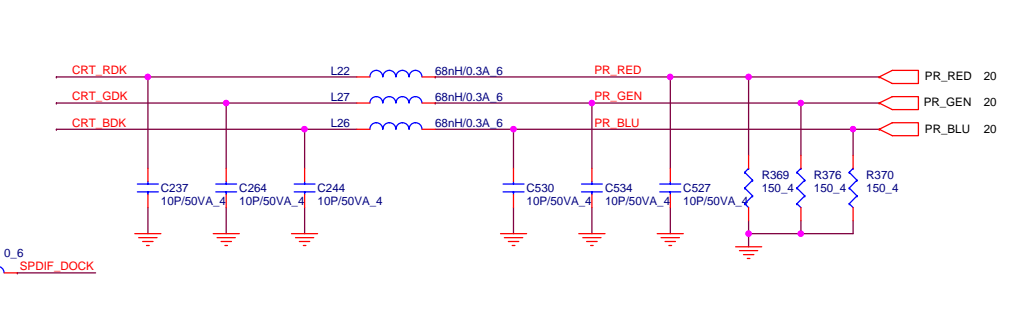 CRT_RDK L22 68nH/0.3A_6 PR_RED PR_RED 20
CRT_GDK L27 68nH/0.3A_6 PR_GEN PR_GEN 20
CRT_BDK L26 68nH/0.3A_6 PR_BLU PR_BLU 20
C237 C264 C244 C530 C534 C527 R369 R376 R370
10P/50VA_4 10P/50VA_4 10P/50VA_4 10P/50VA_4 10P/50VA_4 10P/50VA_4 150_4 150_4 150_4
0_6
SPDIF_DOCK